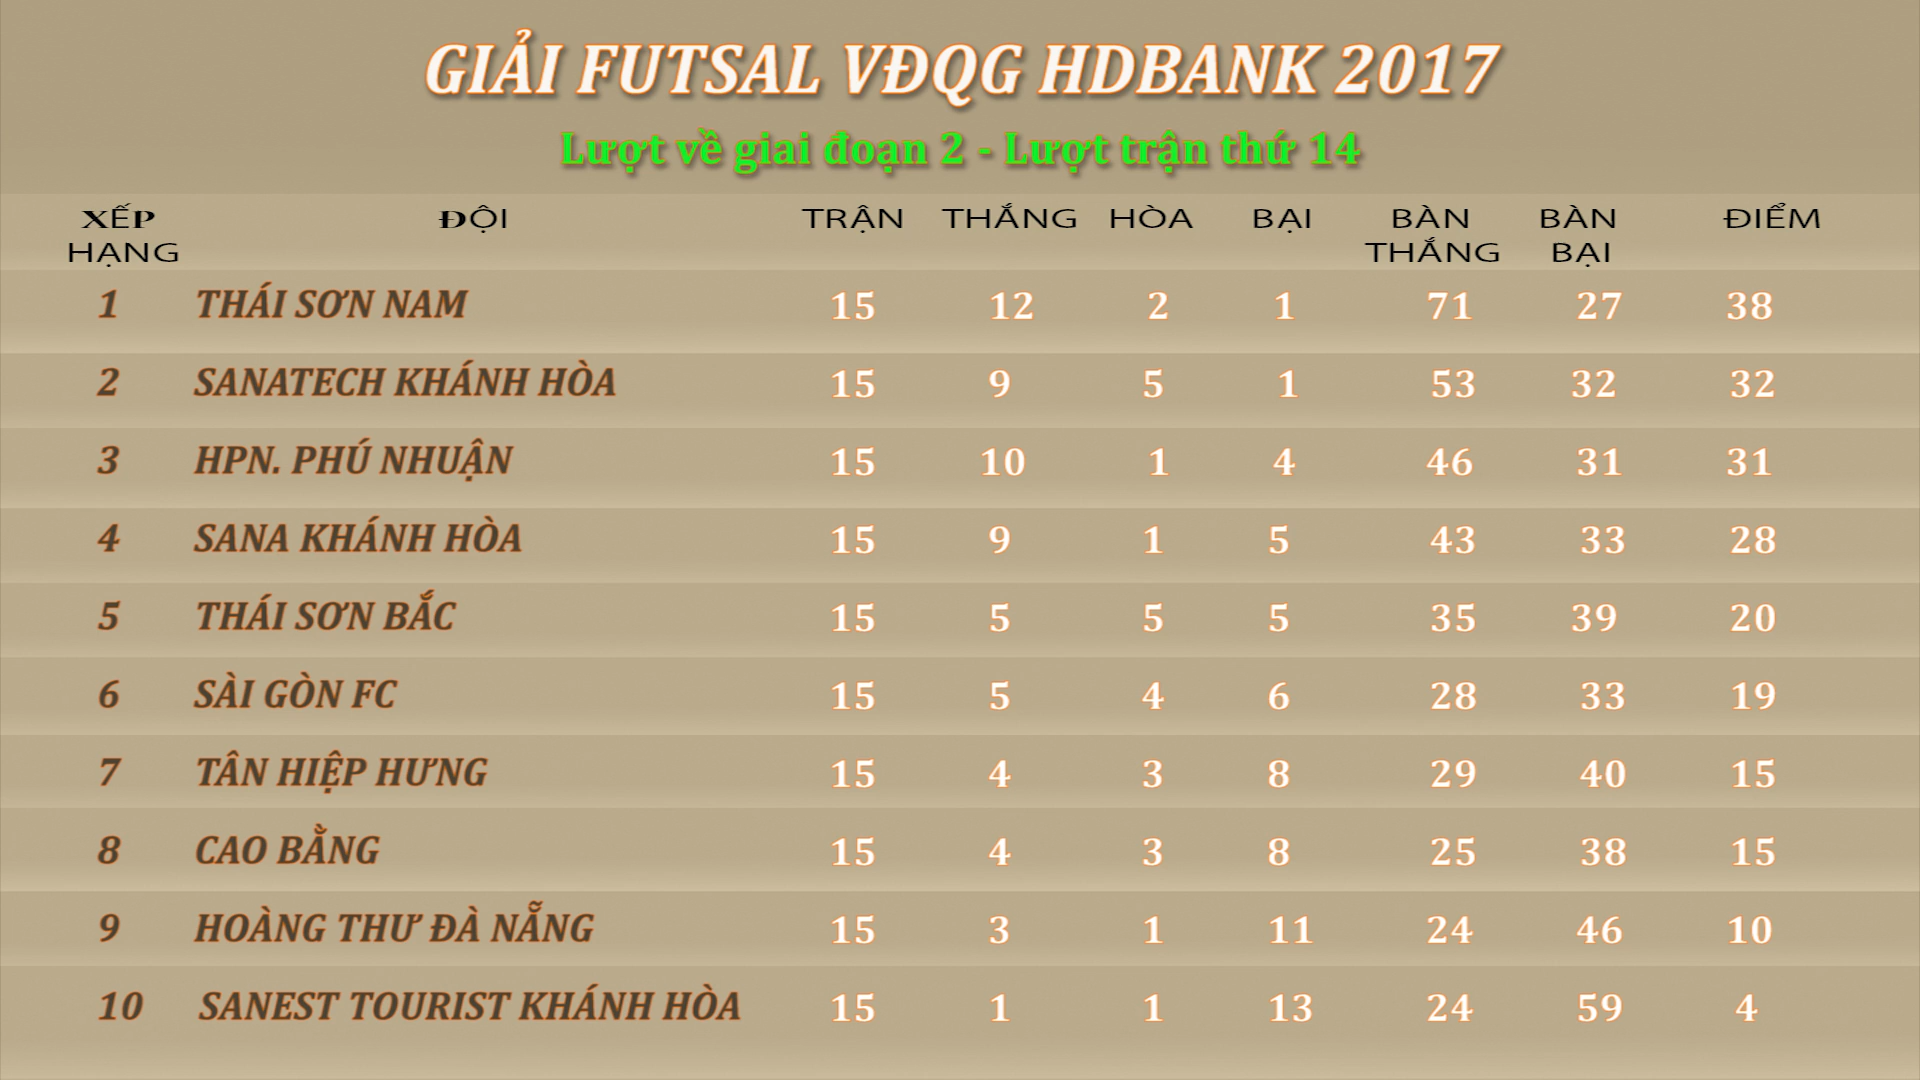 GIẢI FUTSAL VĐQG HDBANK 2017
Lượt về giai đoạn 2 - Lượt trận thứ 14
XẾP HẠNG ĐỘI TRẬN THẮNG HÒA BẠI BÀN THẮNG BÀN BẠI ĐIỂM
1 THÁI SƠN NAM 15 12 2 1 71 27 38
2 SANATECH KHÁNH HÒA 15 9 5 1 53 32 32
3 HPN. PHÚ NHUẬN 15 10 1 4 46 31 31
4 SANA KHÁNH HÒA 15 9 1 5 43 33 28
5 THÁI SƠN BẮC 15 5 5 5 35 39 20
6 SÀI GÒN FC 15 5 4 6 28 33 19
7 TÂN HIỆP HƯNG 15 4 3 8 29 40 15
8 CAO BẰNG 15 4 3 8 25 38 15
9 HOÀNG THƯ ĐÀ NẴNG 15 3 1 11 24 46 10
10 SANEST TOURIST KHÁNH HÒA 15 1 1 13 24 59 4